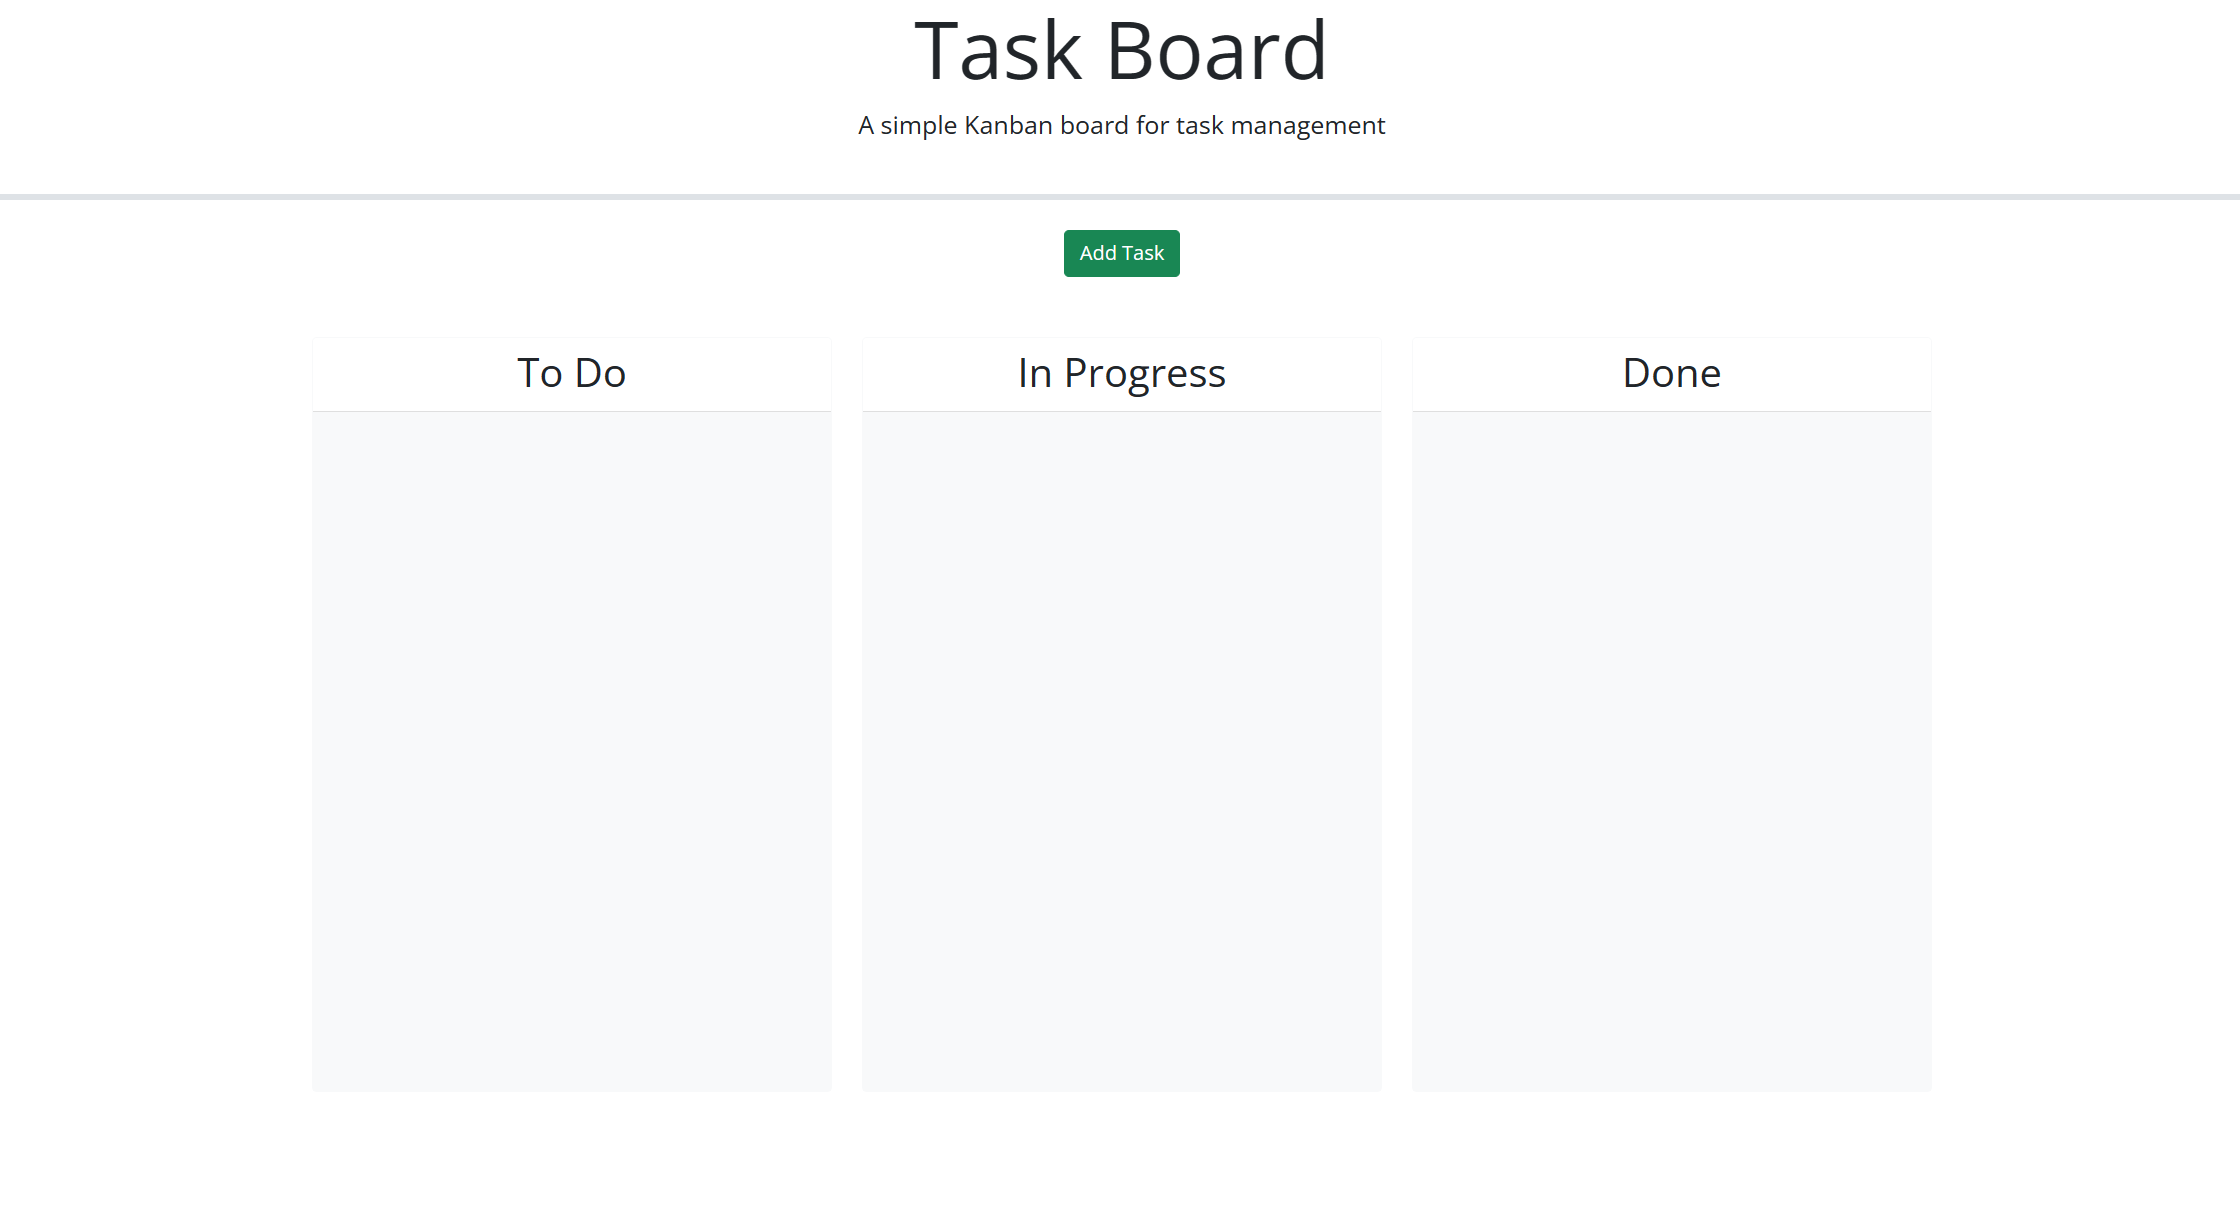 Task Board
A simple Kanban board for task management
Add Task
To Do
In Progress
Done